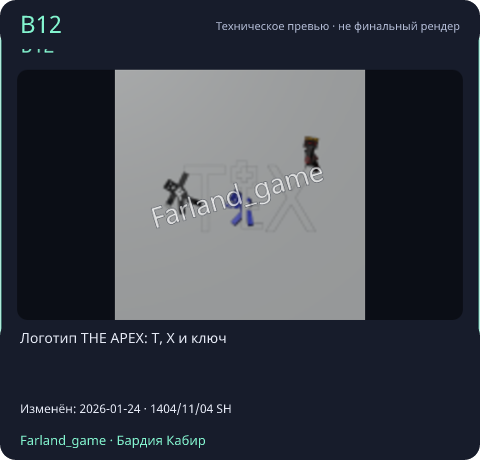 B12
Техническое превью · не финальный рендер
Farland_game
Логотип THE APEX: T, X и ключ
Изменён: 2026-01-24 · 1404/11/04 SH
Farland_game · Бардия Кабир